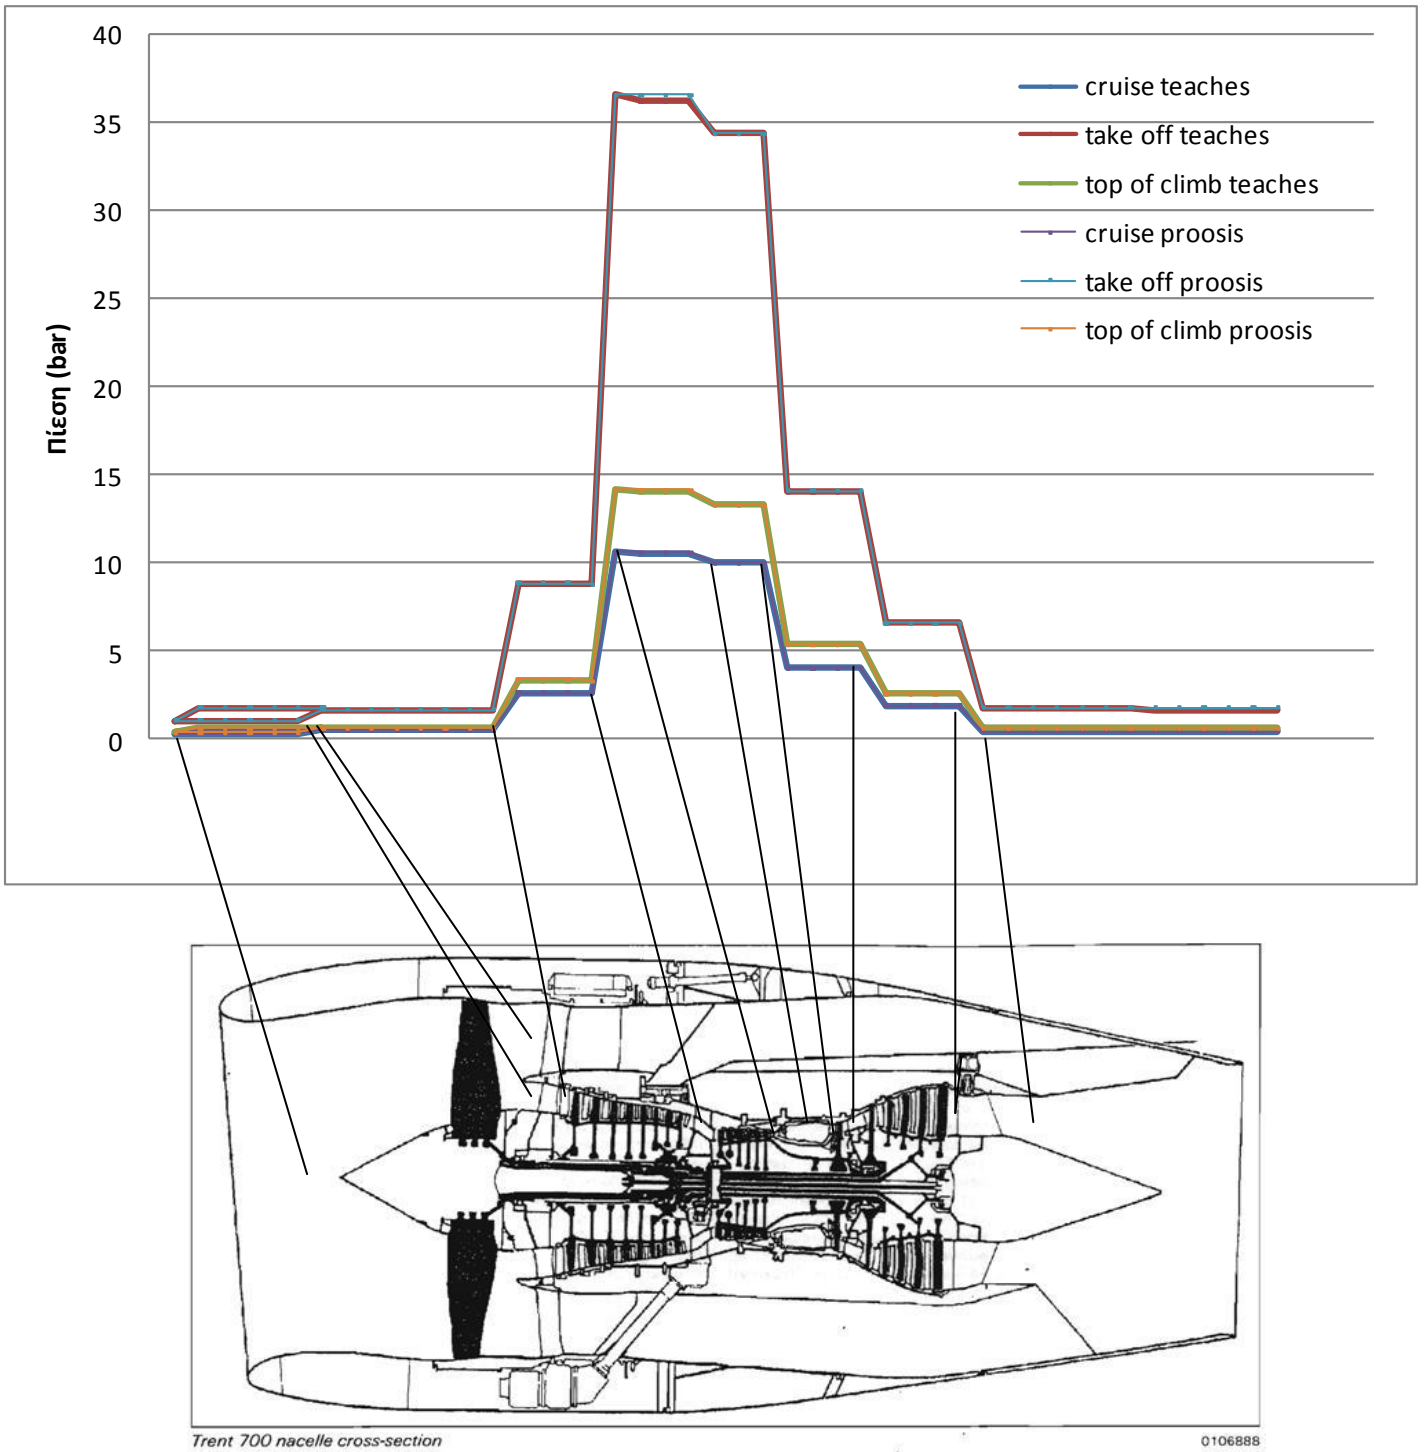 40
35
30
25
20
15
10
5
0
Πίεση (bar)
cruise teaches
take off teaches
top of climb teaches
cruise proosis
take off proosis
top of climb proosis
Trent 700 nacelle cross-section
0106888